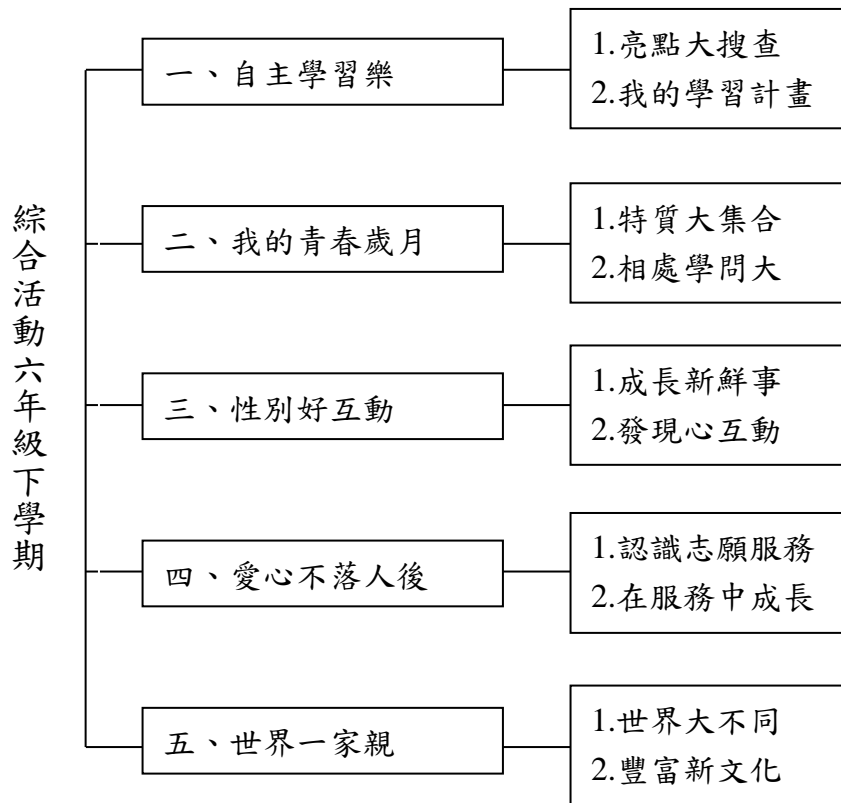 綜合活動六年級下學期
一、自主學習樂
1.亮點大搜查
2.我的學習計畫
二、我的青春歲月
1.特質大集合
2.相處學問大
三、性別好互動
1.成長新鮮事
2.發現心互動
四、愛心不落人後
1.認識志願服務
2.在服務中成長
五、世界一家親
1.世界大不同
2.豐富新文化